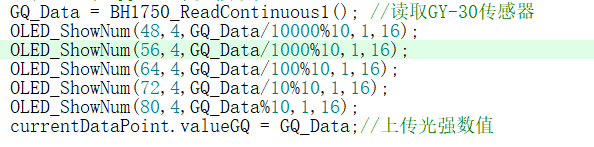 GQ_Data = BH1750_ReadContinuous1(); //读取GY-30传感器
OLED_ShowNum(48,4,GQ_Data/10000%10,1,16);
OLED_ShowNum(56,4,GQ_Data/1000%10,1,16);
OLED_ShowNum(64,4,GQ_Data/100%10,1,16);
OLED_ShowNum(72,4,GQ_Data/10%10,1,16);
OLED_ShowNum(80,4,GQ_Data%10,1,16);
currentDataPoint.valueGQ = GQ_Data;//上传光强数值